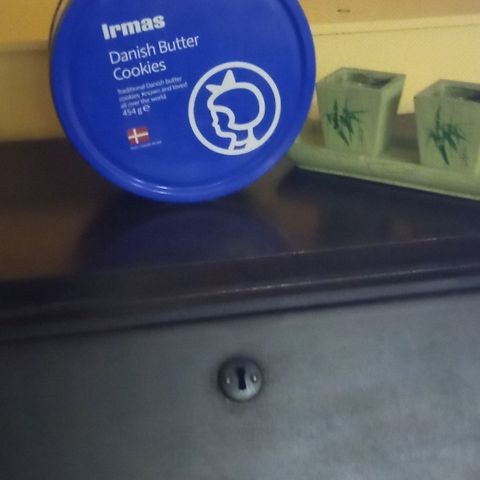 irmas
Danish Butter
Cookies
Traditional Danish butter
cookies. Known and loved
all over the world
454 g ℮